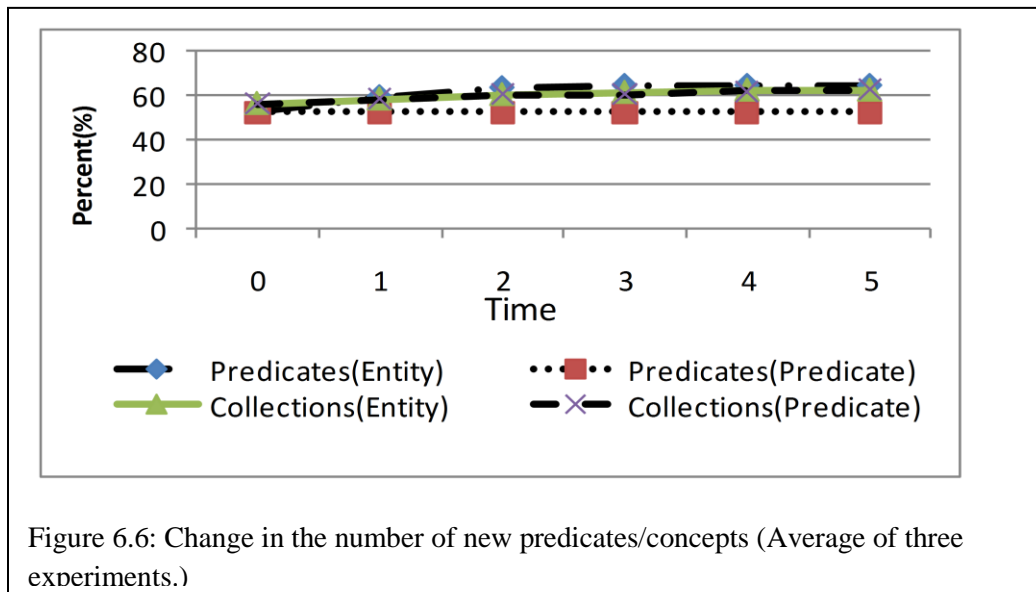 80
60
40
20
0
Percent(%)
0 1 2 3 4 5
Time
Predicates(Entity) Predicates(Predicate)
Collections(Entity) Collections(Predicate)
Figure 6.6: Change in the number of new predicates/concepts (Average of three
experiments.)